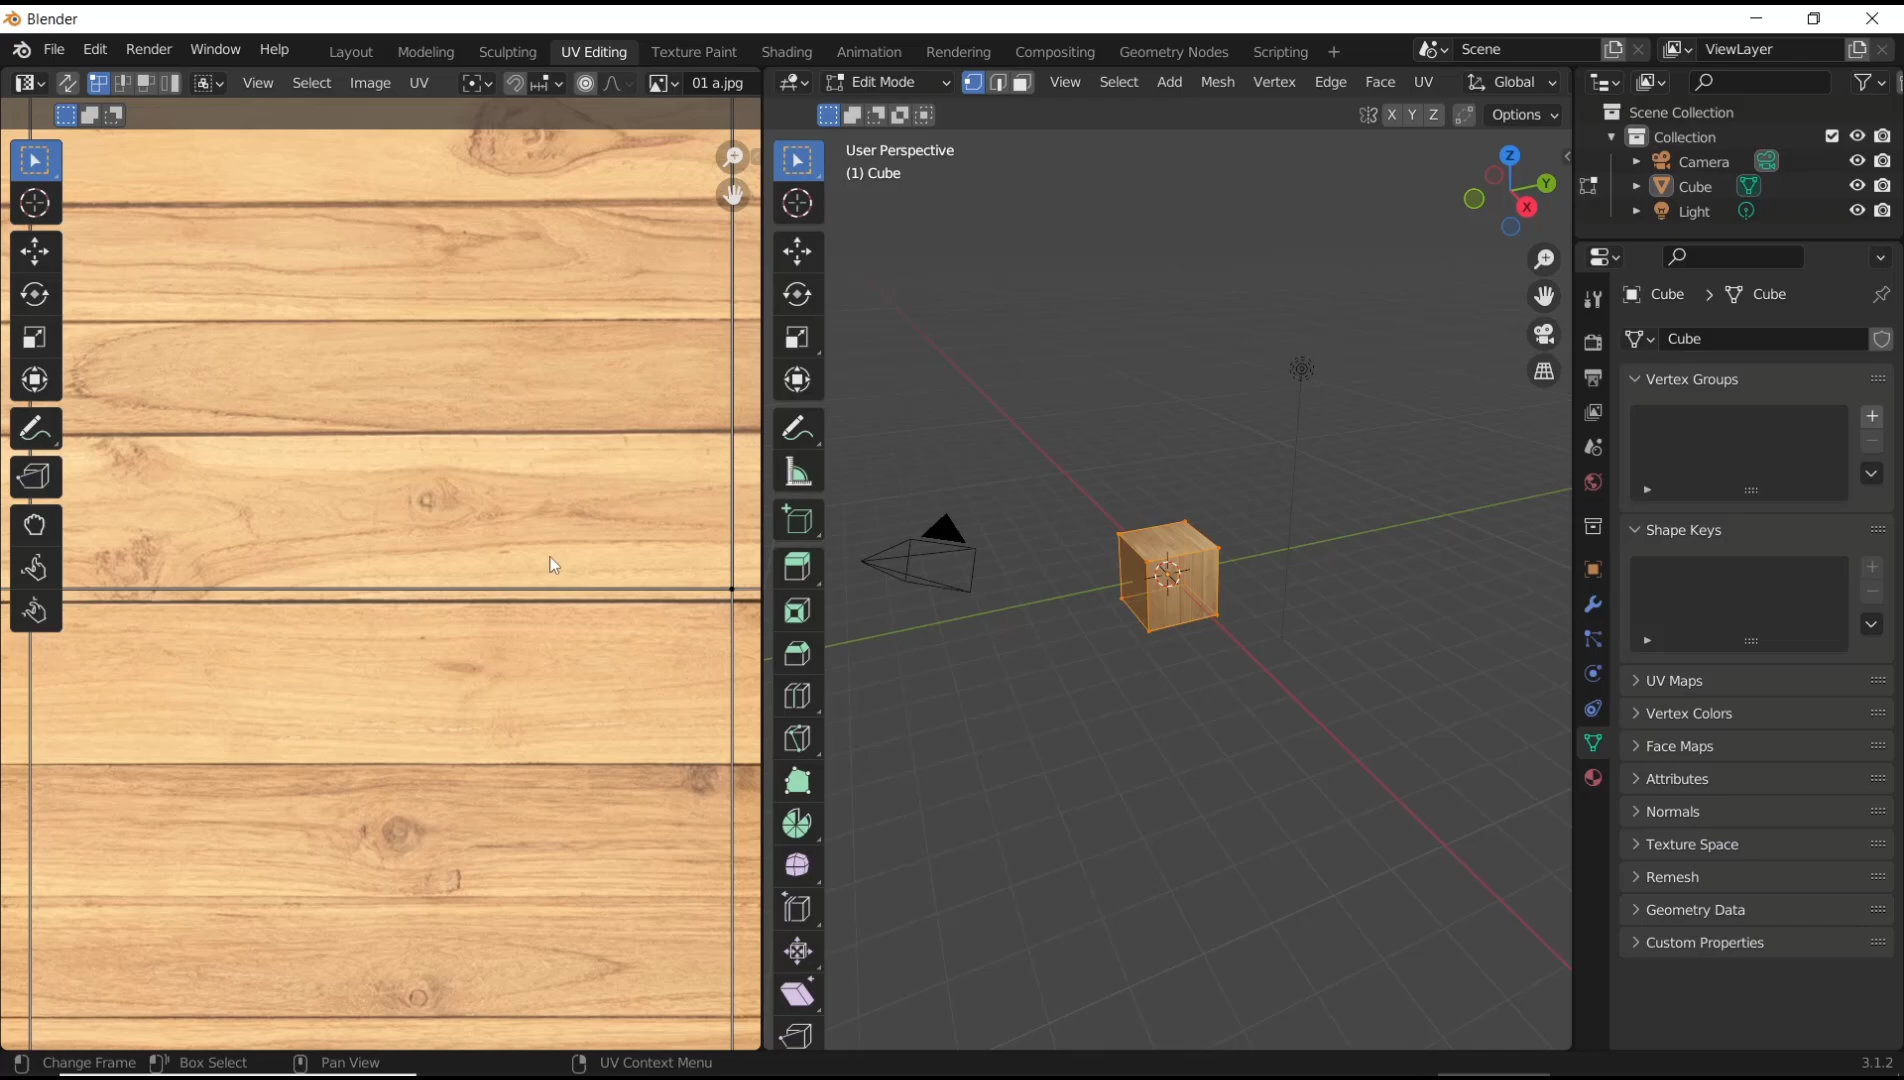 Blender
File Edit Render Window Help Layout Modeling Sculpting UV Editing Texture Paint Shading Animation Rendering Compositing Geometry Nodes Scripting + Scene ViewLayer
View Select Image UV 01 a.jpg Edit Mode View Select Add Mesh Vertex Edge Face UV Global
X Y Z Options
User Perspective
(1) Cube
Z
Y
X
Scene Collection
Collection
Camera
Cube
Light
Cube > Cube
Cube
Vertex Groups
Shape Keys
UV Maps
Vertex Colors
Face Maps
Attributes
Normals
Texture Space
Remesh
Geometry Data
Custom Properties
Change Frame Box Select Pan View UV Context Menu 3.1.2